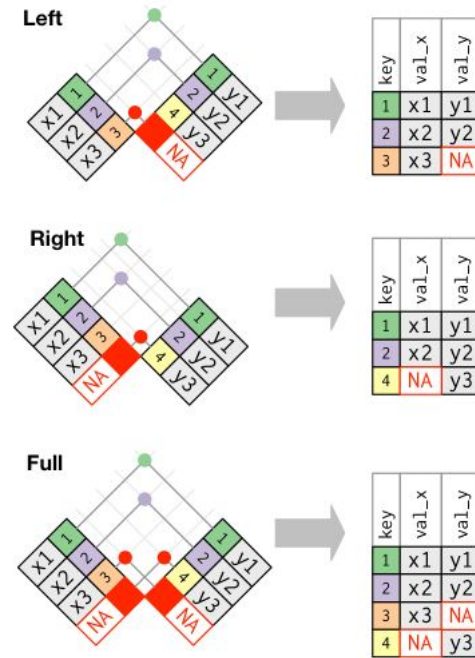 Left
1
2
3
x1
x2
x3
1
2
4
y1
y2
y3
NA
key val_x val_y
1 x1 y1
2 x2 y2
3 x3 NA
Right
1
2
3
x1
x2
x3
NA
1
2
4
y1
y2
y3
key val_x val_y
1 x1 y1
2 x2 y2
4 NA y3
Full
1
2
3
x1
x2
x3
NA
1
2
4
y1
y2
y3
NA
key val_x val_y
1 x1 y1
2 x2 y2
3 x3 NA
4 NA y3